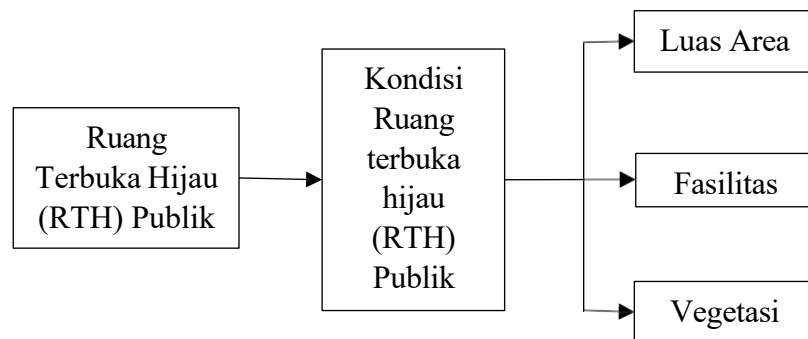 Ruang
Terbuka Hijau
(RTH) Publik
Kondisi
Ruang
terbuka
hijau
(RTH)
Publik
Luas Area
Fasilitas
Vegetasi